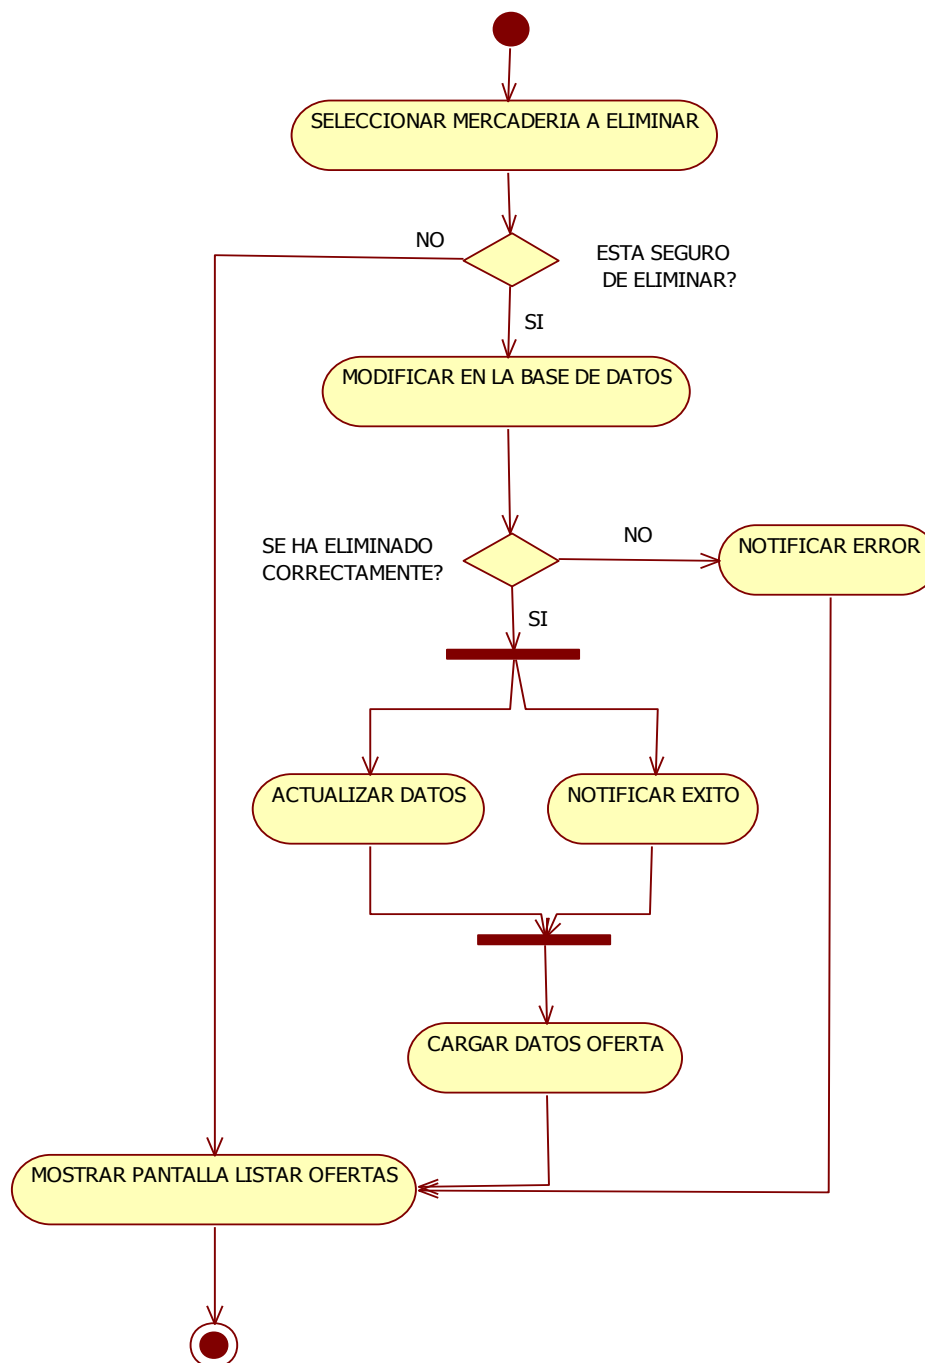 SELECCIONAR MERCADERIA A ELIMINAR
NO
ESTA SEGURO
DE ELIMINAR?
SI
MODIFICAR EN LA BASE DE DATOS
SE HA ELIMINADO
CORRECTAMENTE?
NO
NOTIFICAR ERROR
SI
ACTUALIZAR DATOS
NOTIFICAR EXITO
CARGAR DATOS OFERTA
MOSTRAR PANTALLA LISTAR OFERTAS